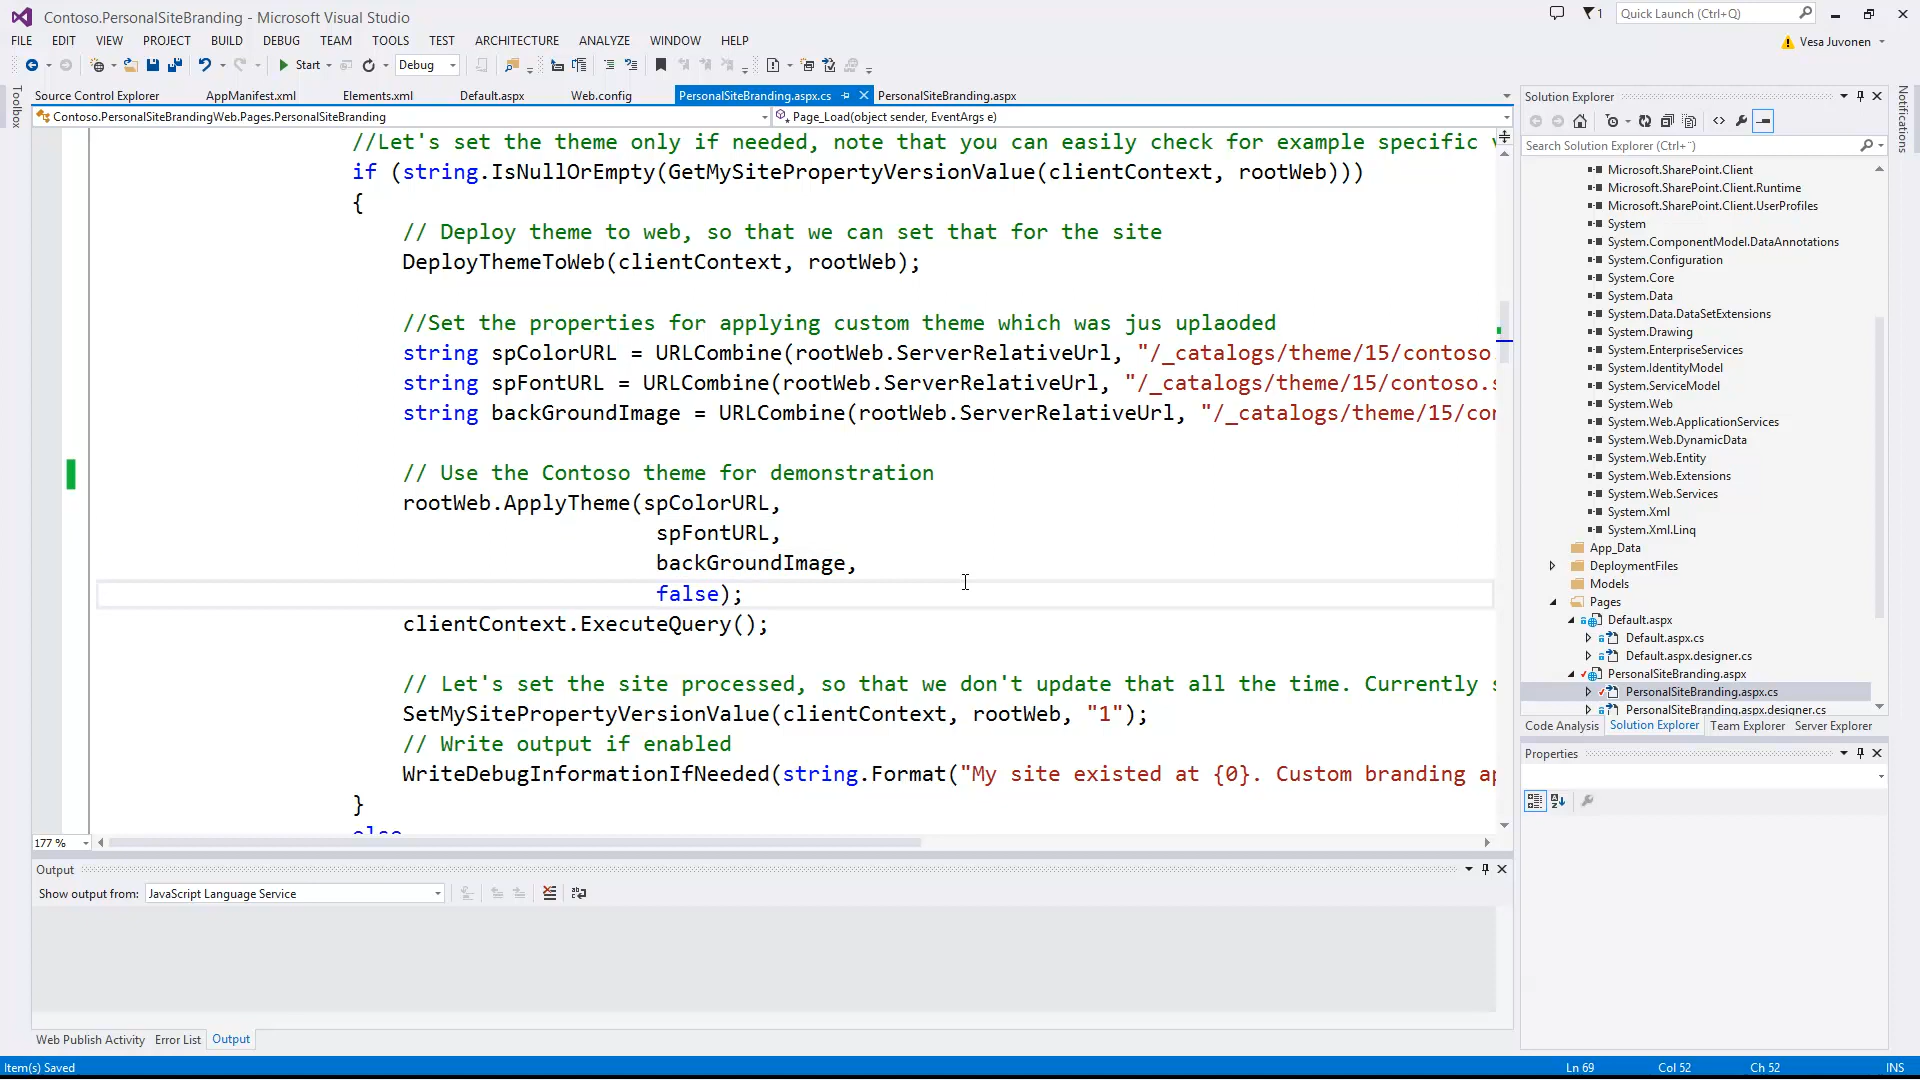 Contoso.PersonalSiteBranding - Microsoft Visual Studio
1
Quick Launch (Ctrl+Q)
FILE EDIT VIEW PROJECT BUILD DEBUG TEAM TOOLS TEST ARCHITECTURE ANALYZE WINDOW HELP
Vesa Juvonen
Start
Debug
Toolbox
Source Control Explorer AppManifest.xml Elements.xml Default.aspx Web.config PersonalSiteBranding.aspx.cs PersonalSiteBranding.aspx
Contoso.PersonalSiteBrandingWeb.Pages.PersonalSiteBranding
Page_Load(object sender, EventArgs e)
//Let's set the theme only if needed, note that you can easily check for example specific
if (string.IsNullOrEmpty(GetMySitePropertyVersionValue(clientContext, rootWeb)))
{
// Deploy theme to web, so that we can set that for the site
DeployThemeToWeb(clientContext, rootWeb);
//Set the properties for applying custom theme which was jus uplaoded
string spColorURL = URLCombine(rootWeb.ServerRelativeUrl, "/_catalogs/theme/15/contoso.
string spFontURL = URLCombine(rootWeb.ServerRelativeUrl, "/_catalogs/theme/15/contoso.s
string backGroundImage = URLCombine(rootWeb.ServerRelativeUrl, "/_catalogs/theme/15/con
// Use the Contoso theme for demonstration
rootWeb.ApplyTheme(spColorURL,
spFontURL,
backGroundImage,
false);
clientContext.ExecuteQuery();
// Let's set the site processed, so that we don't update that all the time. Currently s
SetMySitePropertyVersionValue(clientContext, rootWeb, "1");
// Write output if enabled
WriteDebugInformationIfNeeded(string.Format("My site existed at {0}. Custom branding ap
}
else
177 %
Output
Show output from: JavaScript Language Service
Web Publish Activity Error List Output
Solution Explorer
Search Solution Explorer (Ctrl+¨)
Microsoft.SharePoint.Client
Microsoft.SharePoint.Client.Runtime
Microsoft.SharePoint.Client.UserProfiles
System
System.ComponentModel.DataAnnotations
System.Configuration
System.Core
System.Data
System.Data.DataSetExtensions
System.Drawing
System.EnterpriseServices
System.IdentityModel
System.ServiceModel
System.Web
System.Web.ApplicationServices
System.Web.DynamicData
System.Web.Entity
System.Web.Extensions
System.Web.Services
System.Xml
System.Xml.Linq
App_Data
DeploymentFiles
Models
Pages
Default.aspx
Default.aspx.cs
Default.aspx.designer.cs
PersonalSiteBranding.aspx
PersonalSiteBranding.aspx.cs
PersonalSiteBranding.aspx.designer.cs
Code Analysis Solution Explorer Team Explorer Server Explorer
Properties
Notifications
Item(s) Saved
Ln 69 Col 52 Ch 52 INS